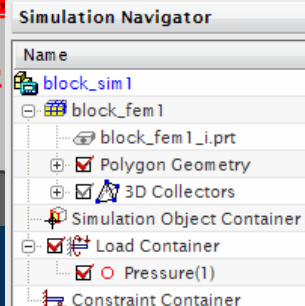 Simulation Navigator
Name
block_sim1
block_fem1
block_fem1_i.prt
Polygon Geometry
3D Collectors
Simulation Object Container
Load Container
Pressure(1)
Constraint Container